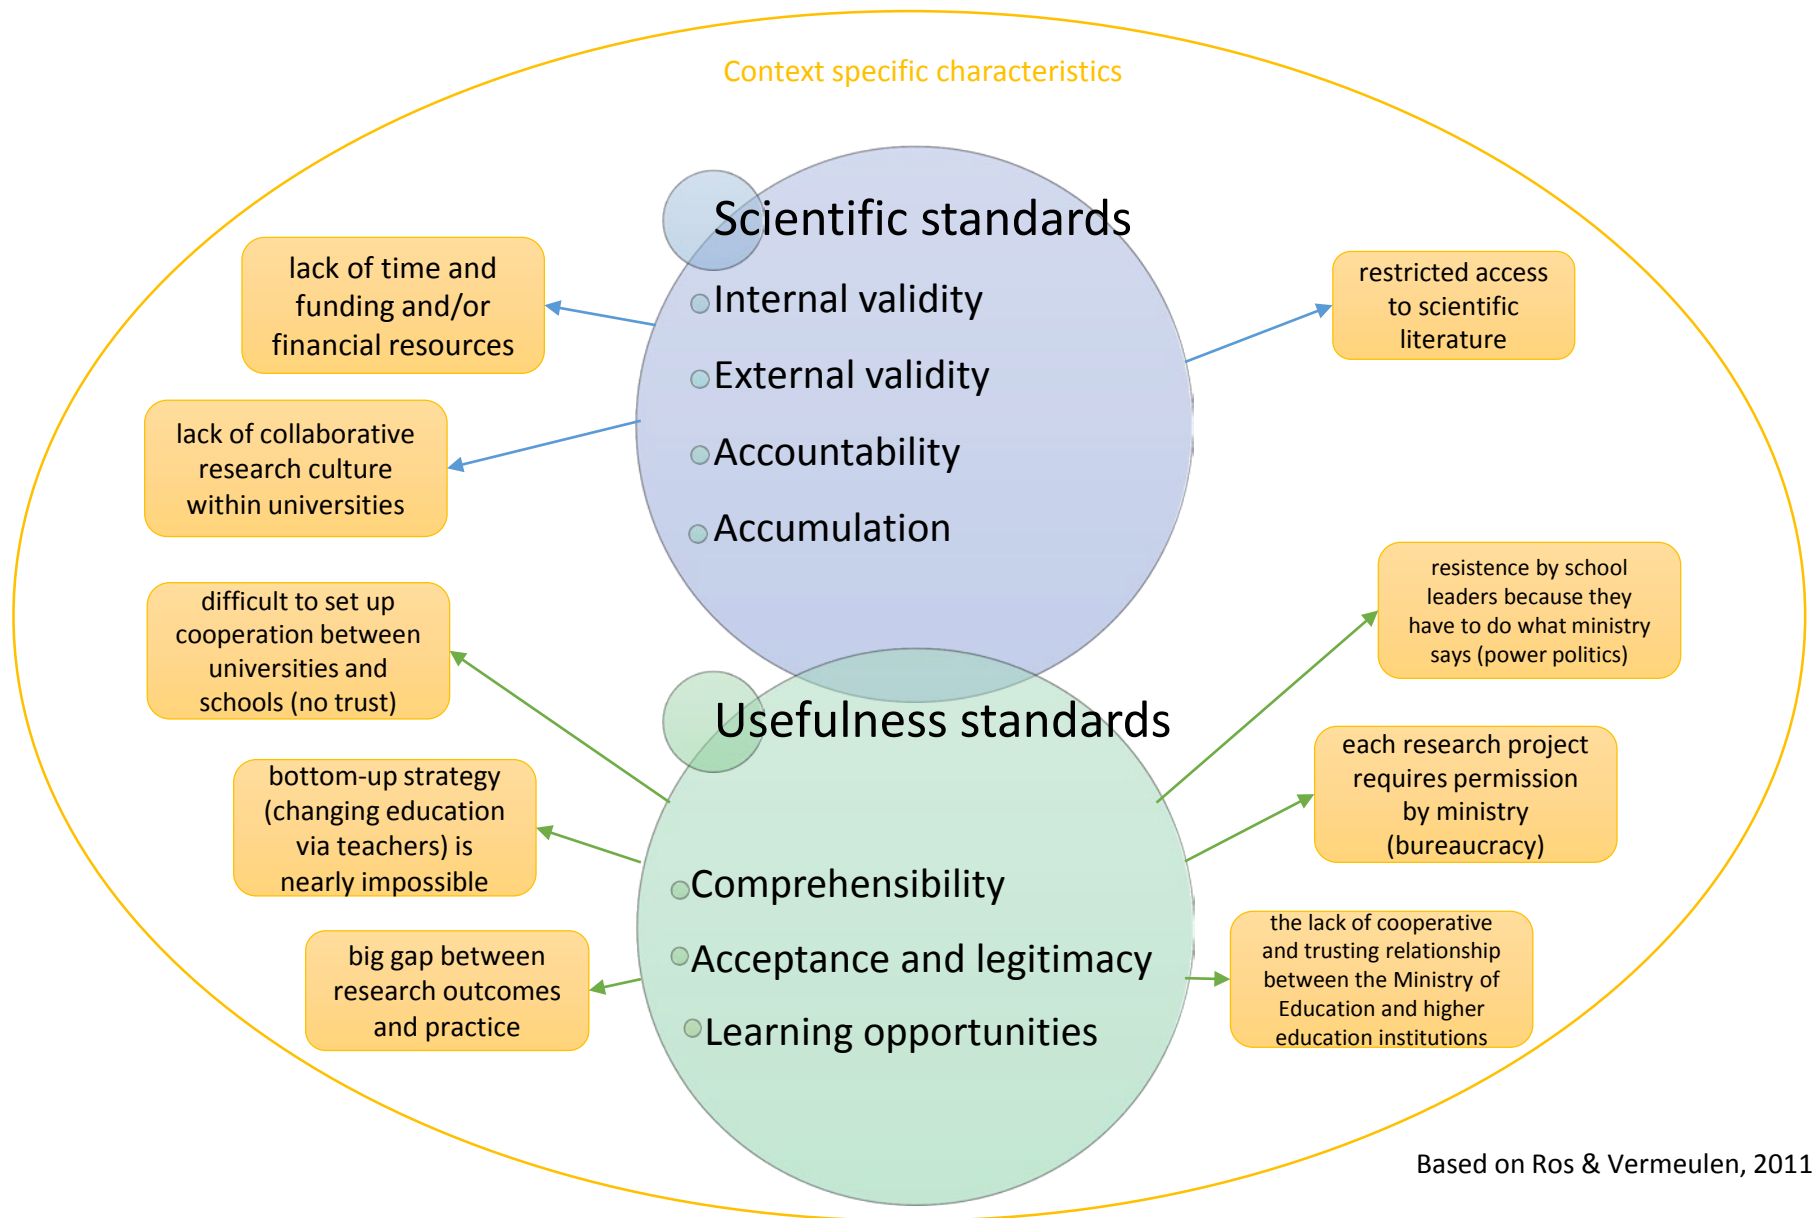 Context specific characteristics
Scientific standards
Internal validity
External validity
Accountability
Accumulation
lack of time and
funding and/or
financial resources
restricted access
to scientific
literature
lack of collaborative
research culture
within universities
difficult to set up
cooperation between
universities and
schools (no trust)
resistence by school
leaders because they
have to do what ministry
says (power politics)
Usefulness standards
Comprehensibility
Acceptance and legitimacy
Learning opportunities
bottom-up strategy
(changing education
via teachers) is
nearly impossible
each research project
requires permission
by ministry
(bureaucracy)
big gap between
research outcomes
and practice
the lack of cooperative
and trusting relationship
between the Ministry of
Education and higher
education institutions
Based on Ros & Vermeulen, 2011